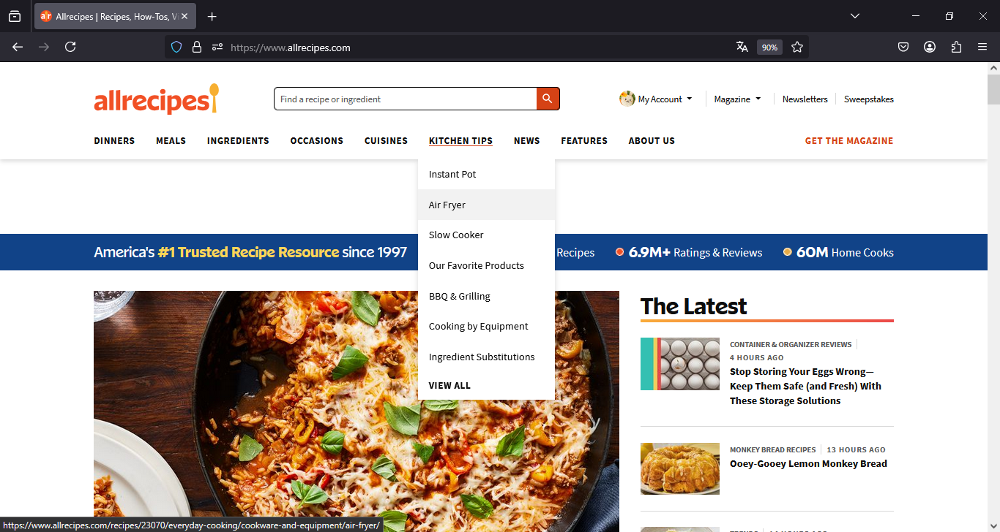 Allrecipes | Recipes, How-Tos, V
https://www.allrecipes.com
90%
allrecipes
Find a recipe or ingredient
My Account
Magazine
Newsletters
Sweepstakes
DINNERS MEALS INGREDIENTS OCCASIONS CUISINES KITCHEN TIPS NEWS FEATURES ABOUT US GET THE MAGAZINE
Instant Pot
Air Fryer
Slow Cooker
Our Favorite Products
BBQ & Grilling
Cooking by Equipment
Ingredient Substitutions
VIEW ALL
America's #1 Trusted Recipe Resource since 1997
Recipes
6.9M+ Ratings & Reviews
60M Home Cooks
The Latest
CONTAINER & ORGANIZER REVIEWS
4 HOURS AGO
Stop Storing Your Eggs Wrong—
Keep Them Safe (and Fresh) With
These Storage Solutions
MONKEY BREAD RECIPES 13 HOURS AGO
Ooey-Gooey Lemon Monkey Bread
https://www.allrecipes.com/recipes/23070/everyday-cooking/cookware-and-equipment/air-fryer/